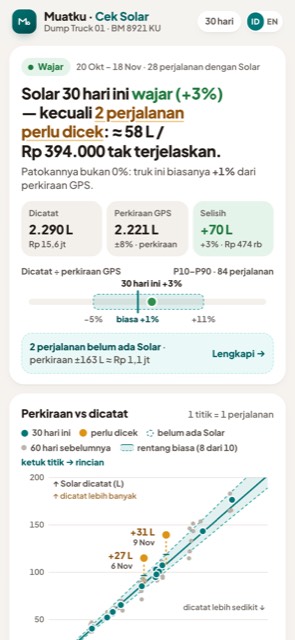 Muatku · Cek Solar
Dump Truck 01 · BM 8921 KU
30 hari
ID
EN
Wajar
20 Okt – 18 Nov · 28 perjalanan dengan Solar
Solar 30 hari ini wajar (+3%)
— kecuali 2 perjalanan
perlu dicek: ≈ 58 L /
Rp 394.000 tak terjelaskan.
Patokannya bukan 0%: truk ini biasanya +1% dari
perkiraan GPS.
Dicatat
2.290 L
Rp 15,6 jt
Perkiraan GPS
2.221 L
±8% · perkiraan
Selisih
+70 L
+3% · Rp 474 rb
Dicatat ÷ perkiraan GPS
P10–P90 · 84 perjalanan
30 hari ini +3%
−5%
biasa +1%
+11%
2 perjalanan belum ada Solar ·
perkiraan ±163 L ≈ Rp 1,1 jt
Lengkapi →
Perkiraan vs dicatat
1 titik = 1 perjalanan
30 hari ini
perlu dicek
belum ada Solar
60 hari sebelumnya
rentang biasa (8 dari 10)
ketuk titik → rincian
200
↑ Solar dicatat (L)
↑ dicatat lebih banyak
150
+31 L
9 Nov
+27 L
6 Nov
100
dicatat lebih sedikit ↓
50